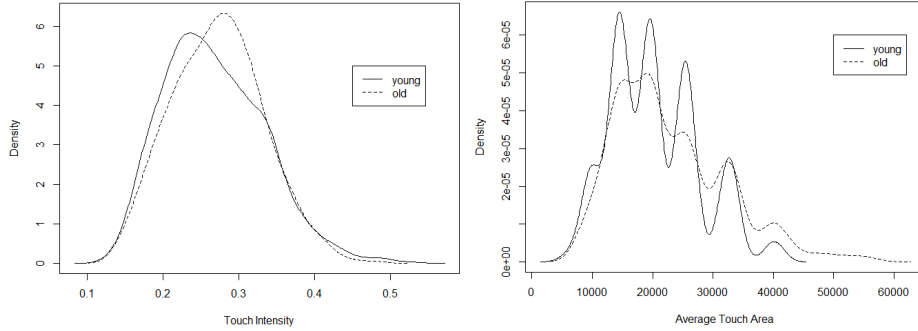 6
5
4
3
2
1
0
Density
0.1 0.2 0.3 0.4 0.5
Touch Intensity
young
old
6e-05
5e-05
4e-05
3e-05
2e-05
1e-05
0e+00
Density
0 10000 20000 30000 40000 50000 60000
Average Touch Area
young
old